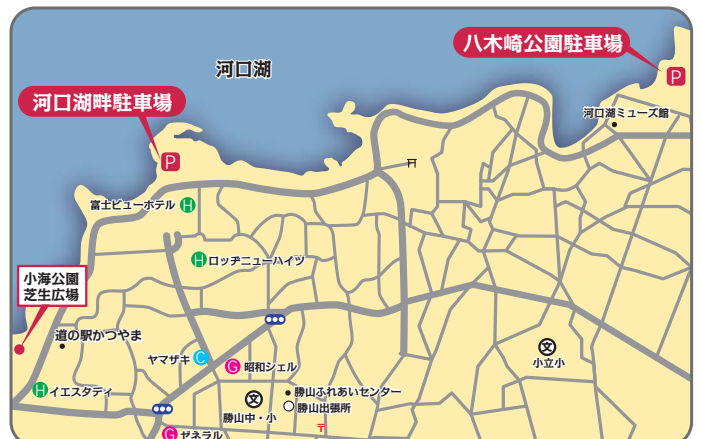 八木崎公園駐車場
P
河口湖
河口湖畔駐車場
河口湖ミューズ館
P
富士ビューホテル H
H ロッヂニューハイツ
小海公園
芝生広場
道の駅かつやま
ヤマザキ C
G 昭和シェル
文
小立小
H イエスタディ
文
勝山中・小
勝山ふれあいセンター
勝山出張所
〒
G ゼネラル